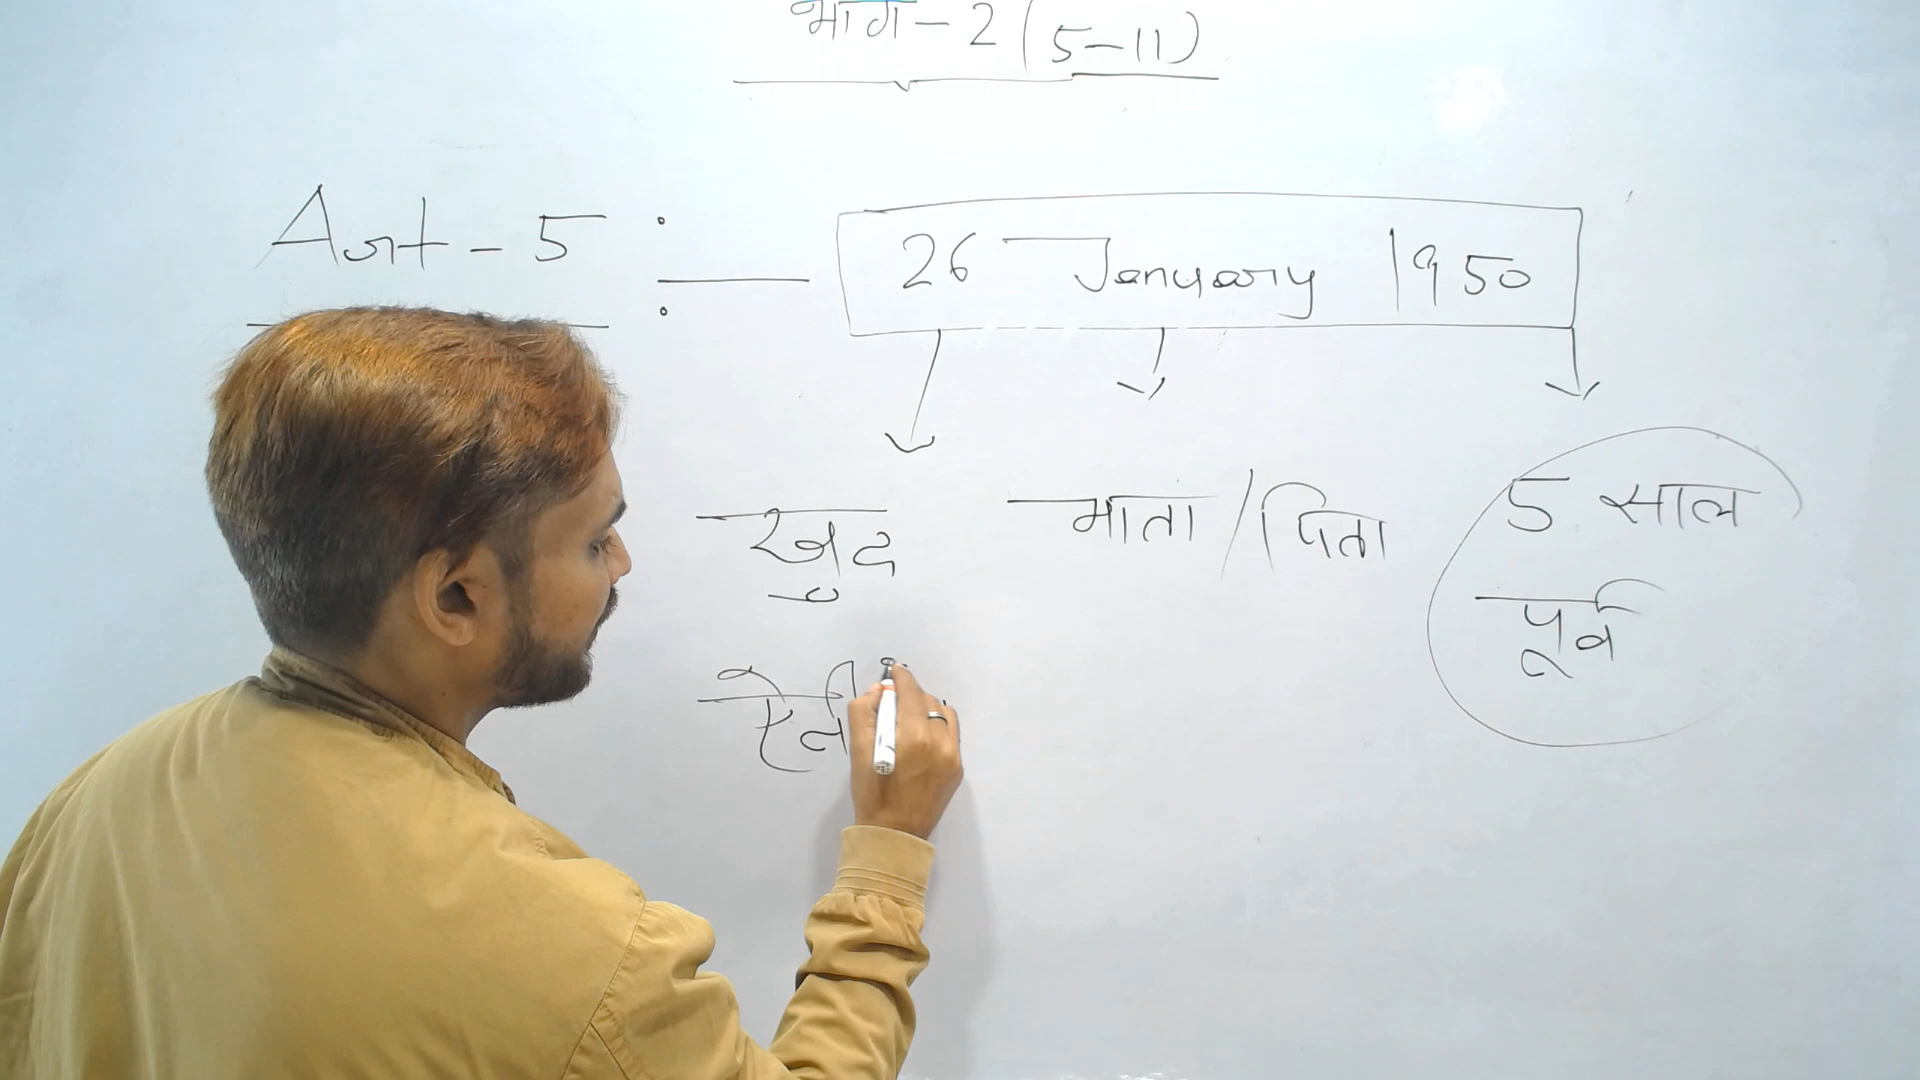 भाग - 2 (5-11)
Art - 5 :— 26 January 1950
खुद माता/पिता 5 साल
पूर्व